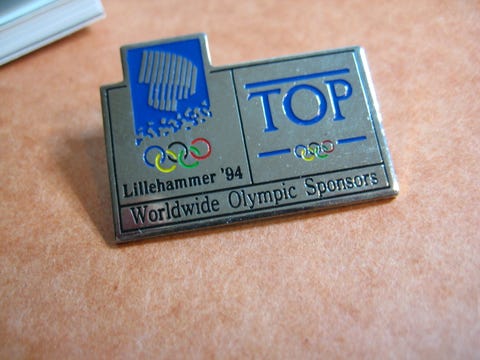 TOP
Lillehammer '94
Worldwide Olympic Sponsors